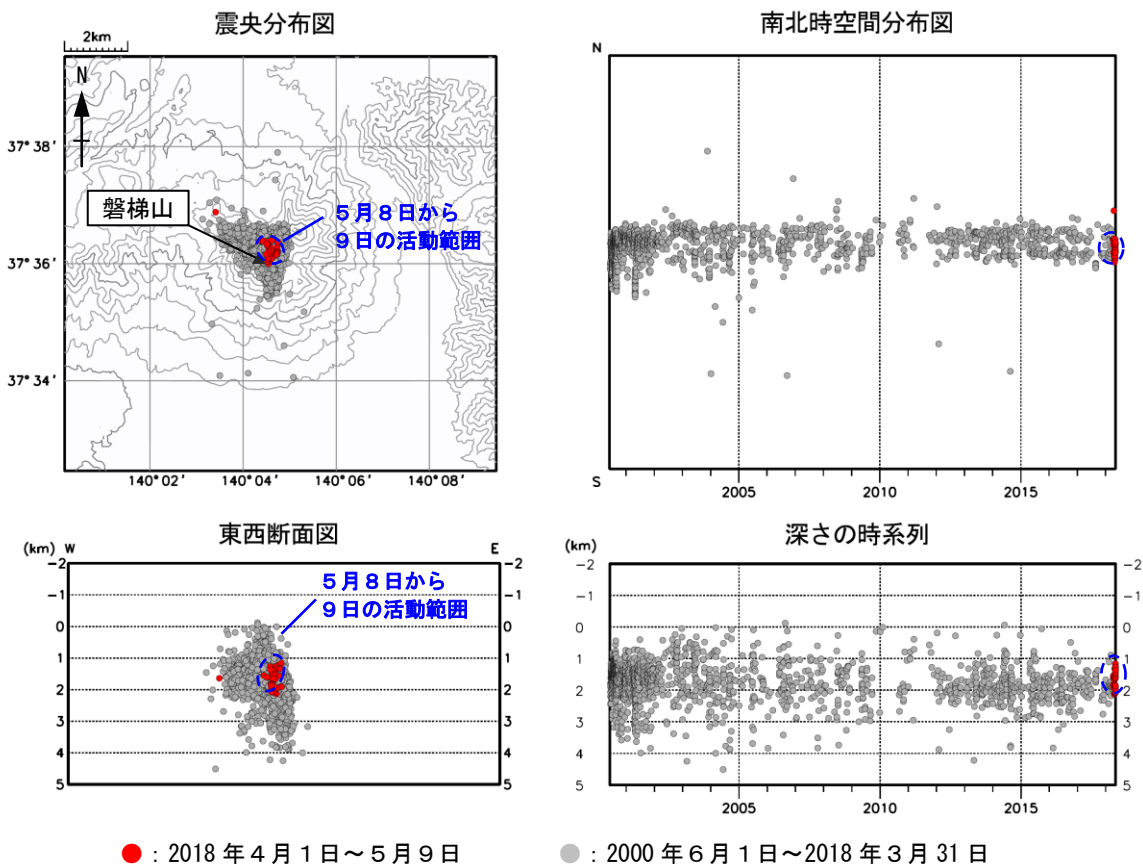 震央分布図
2km
N
37° 38′
37° 36′
37° 34′
磐梯山
5月8日から
9日の活動範囲
140° 02′
140° 04′
140° 06′
140° 08′
南北時空間分布図
N
S
2005
2010
2015
東西断面図
(km) W
E
-2
-1
0
1
2
3
4
5
-2
-1
0
1
2
3
4
5
5月8日から
9日の活動範囲
深さの時系列
(km)
-2
-1
0
1
2
3
4
5
-2
-1
0
1
2
3
4
5
2005
2010
2015
：2018年4月1日～5月9日
：2000年6月1日～2018年3月31日